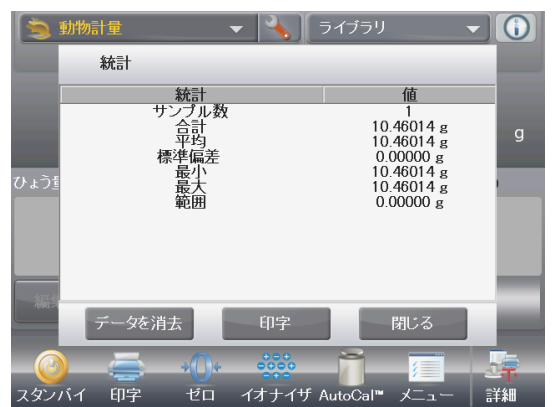 動物計量 ライブラリ
統計
統計 値
サンプル数 1
合計 10.46014 g
平均 10.46014 g
標準偏差 0.00000 g
最小 10.46014 g
最大 10.46014 g
範囲 0.00000 g
g
ひょう量
データを消去 印字 閉じる
スタンバイ 印字 ゼロ イオナイザ AutoCal™ メニュー 詳細